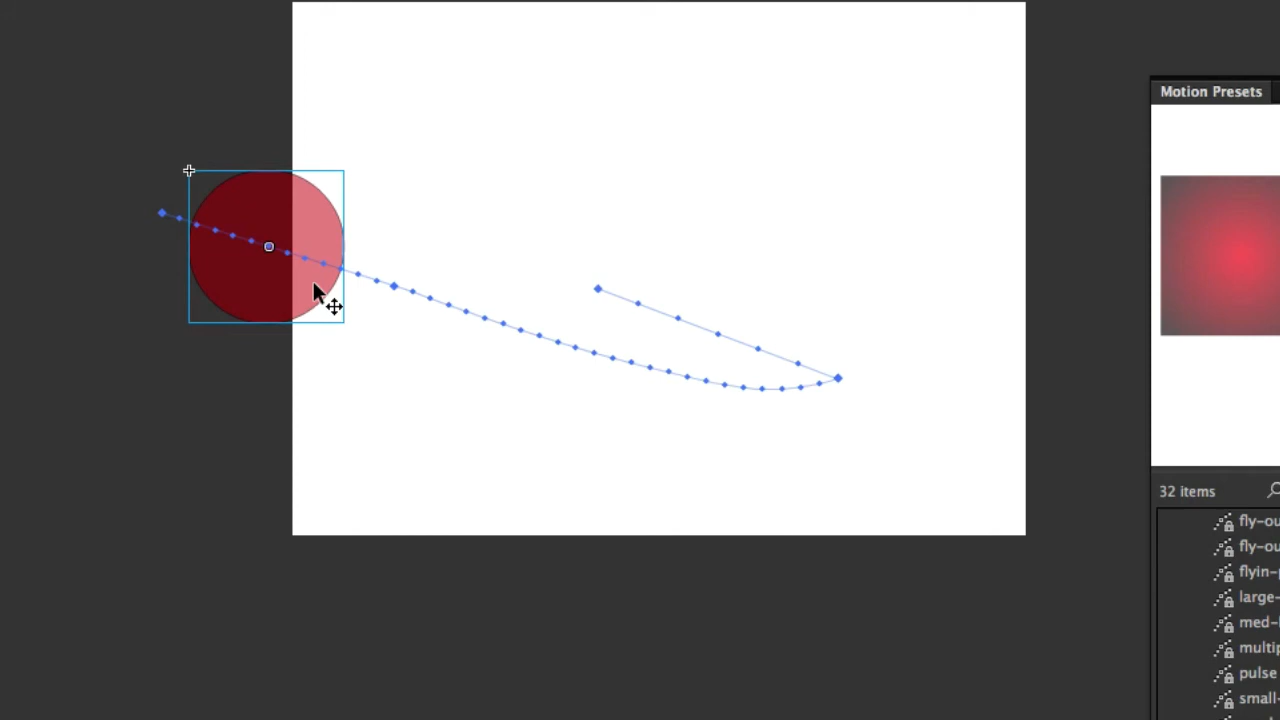 Motion Presets
32 items
fly-ou
fly-ou
flyin-
large-
med-
multip
pulse
small-